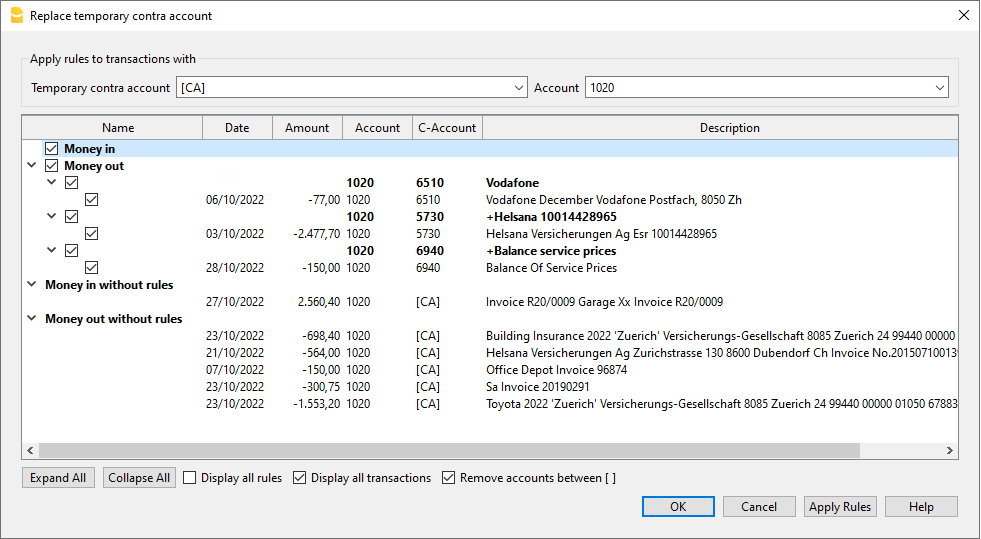 Replace temporary contra account
Apply rules to transactions with
Temporary contra account [CA] Account 1020
Name Date Amount Account C-Account Description
Money in
Money out
1020 6510 Vodafone
06/10/2022 -77,00 1020 6510 Vodafone December Vodafone Postfach, 8050 Zh
1020 5730 +Helsana 10014428965
03/10/2022 -2.477,70 1020 5730 Helsana Versicherungen Ag Esr 10014428965
1020 6940 +Balance service prices
28/10/2022 -150,00 1020 6940 Balance Of Service Prices
Money in without rules
27/10/2022 2.560,40 1020 [CA] Invoice R20/0009 Garage Xx Invoice R20/0009
Money out without rules
23/10/2022 -698,40 1020 [CA] Building Insurance 2022 'Zuerich' Versicherungs-Gesellschaft 8085 Zuerich 24 99440 00000
21/10/2022 -564,00 1020 [CA] Helsana Versicherungen Ag Zurichstrasse 130 8600 Dubendorf Ch Invoice No.20150710013
07/10/2022 -150,00 1020 [CA] Office Depot Invoice 96874
23/10/2022 -300,75 1020 [CA] Sa Invoice 20190291
23/10/2022 -1.553,20 1020 [CA] Toyota 2022 'Zuerich' Versicherungs-Gesellschaft 8085 Zuerich 24 99440 00000 01050 67883
Expand All Collapse All Display all rules Display all transactions Remove accounts between [ ]
OK Cancel Apply Rules Help